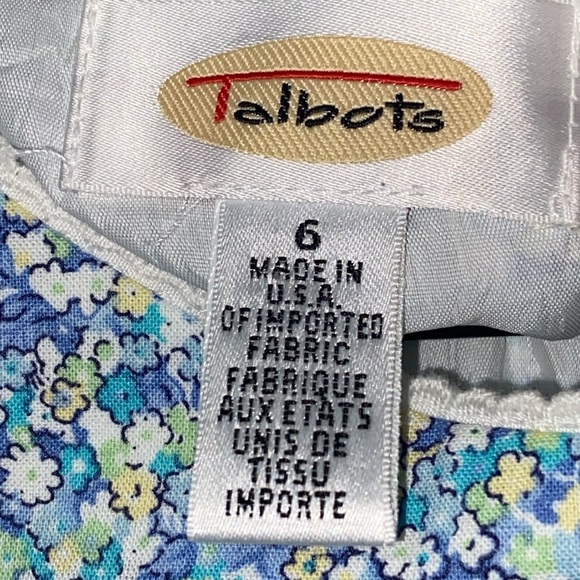 Talbots
6
MADE IN
U.S.A.
OF IMPORTED
FABRIC
FABRIQUE
AUX ETATS
UNIS DE
TISSU
IMPORTE